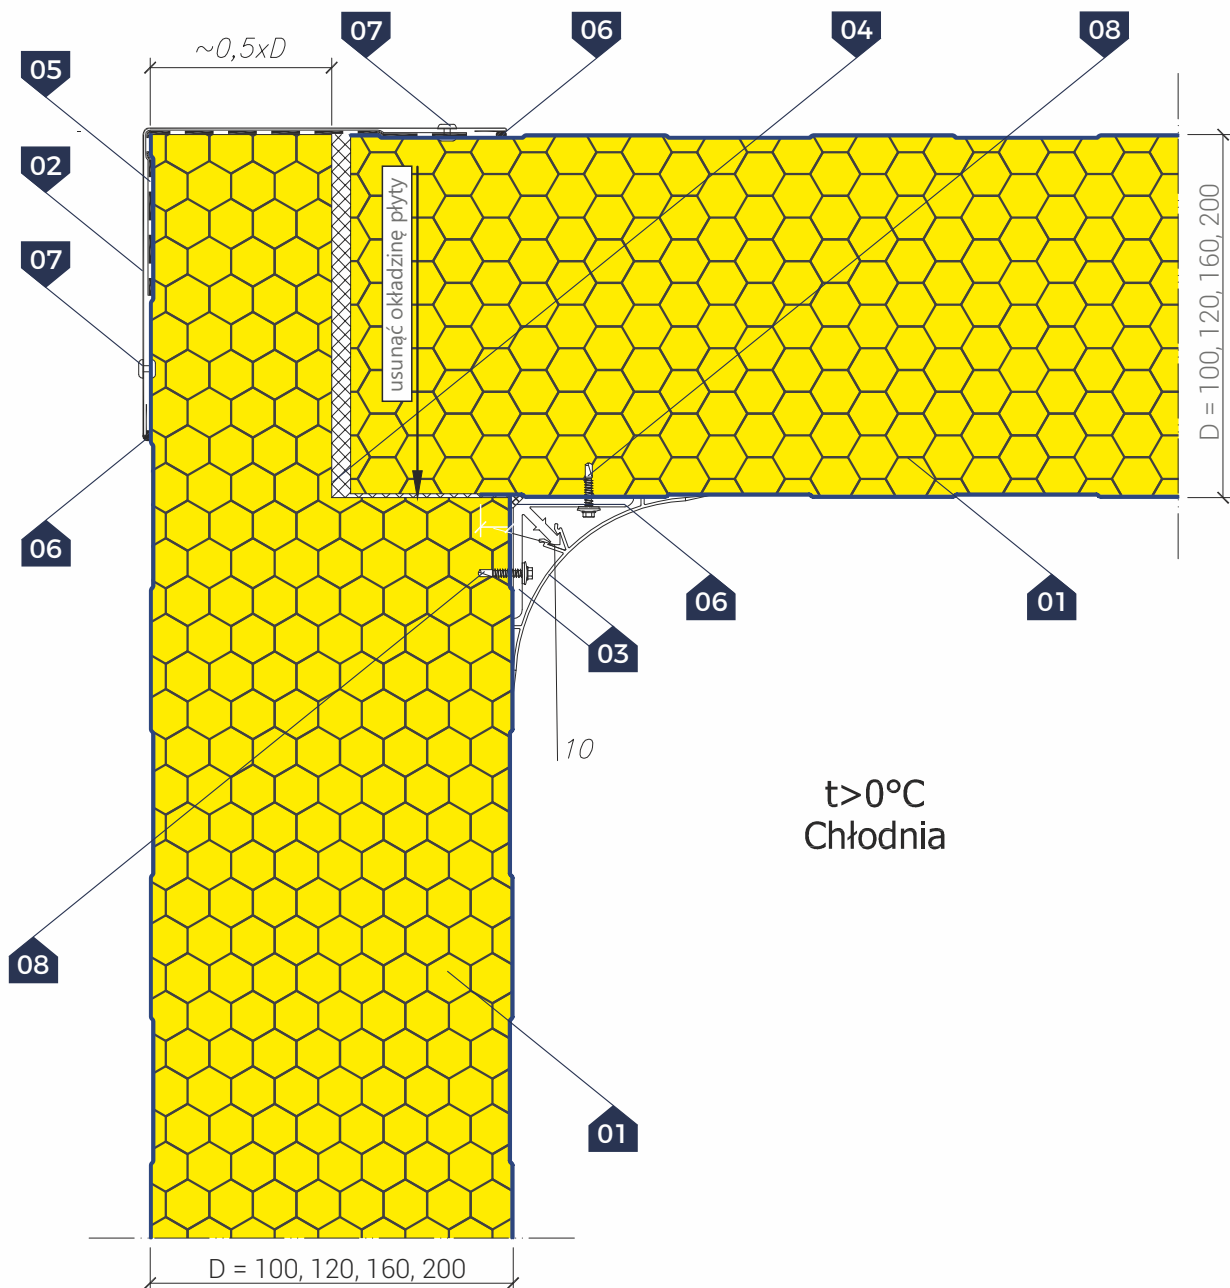 07
06
04
08
~0,5xD
05
02
07
06
usunąć okładzinę płyty
D = 100, 120, 160, 200
06
01
03
10
t>0°C
Chłodnia
08
01
D = 100, 120, 160, 200